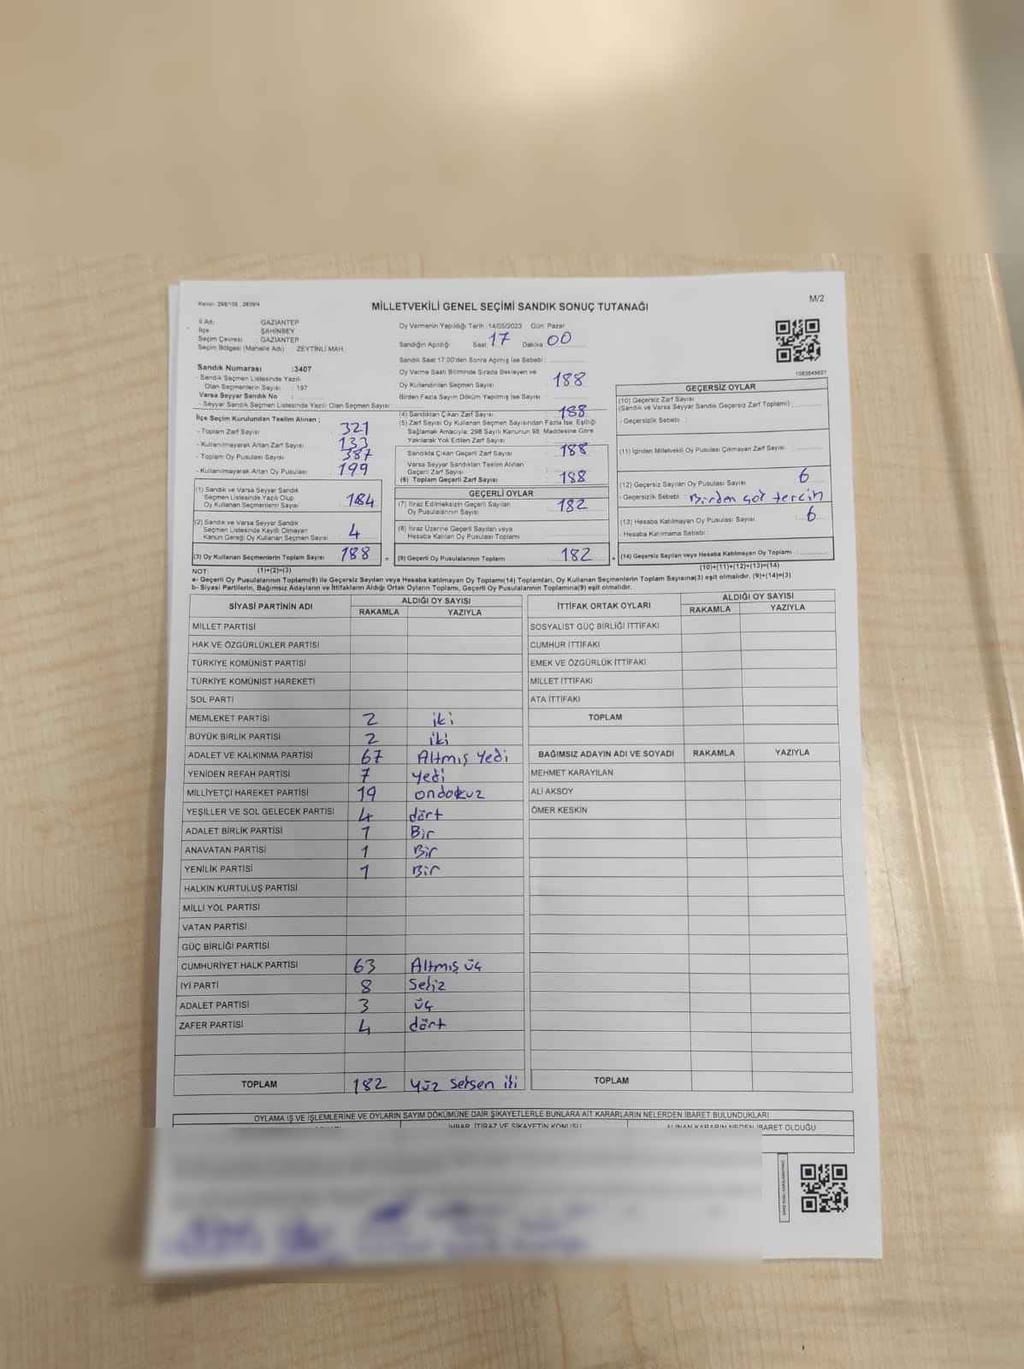 Kanun: 298/105 , 2839/4
MİLLETVEKİLİ GENEL SEÇİMİ SANDIK SONUÇ TUTANAĞI
M/2
İl Adı: GAZİANTEP
İlçe : ŞAHİNBEY
Seçim Çevresi : GAZİANTEP
Seçim Bölgesi (Mahalle Adı) : ZEYTİNLİ MAH.
Oy Vermenin Yapıldığı Tarih :14/05/2023 Gün: Pazar
Sandığın Açıldığı Saat 17 Dakika 00
Sandık Saat 17:00'den Sonra Açılmış İse Sebebi :
Sandık Numarası :3407
- Sandık Seçmen Listesinde Yazılı
Olan Seçmenlerin Sayısı : 197
Varsa Seyyar Sandık No :
- Seyyar Sandık Seçmen Listesinde Yazılı Olan Seçmen Sayısı
Oy Verme Saati Bitiminde Sırada Bekleyen ve
Oy Kullandırılan Seçmen Sayısı 188
Birden Fazla Sayım Döküm Yapılmış İse Sebebi
İlçe Seçim Kurulundan Teslim Alınan ;
- Toplam Zarf Sayısı 321
- Kullanılmayarak Artan Zarf Sayısı 133
- Toplam Oy Pusulası Sayısı 387
- Kullanılmayarak Artan Oy Pusulası 199
(1) Sandık ve Varsa Seyyar Sandık
Seçmen Listesinde Yazılı Olup
Oy Kullanan Seçmenlerin Sayısı 184
(2) Sandık ve Varsa Seyyar Sandık
Seçmen Listesinde Kayıtlı Olmayan
Kanun Gereği Oy Kullanan Seçmen Sayısı 4
(3) Oy Kullanan Seçmenlerin Toplam Sayısı 188
(1)+(2)=(3)
(4) Sandıktan Çıkan Zarf Sayısı 188
(5) Zarf Sayısı Oy Kullanan Seçmen Sayısından Fazla İse, Eşitliği
Sağlamak Amacıyla, 298 Sayılı Kanunun 98. Maddesine Göre
Yakılarak Yok Edilen Zarf Sayısı
Sandıkta Çıkan Geçerli Zarf Sayısı 188
Varsa Seyyar Sandıktan Teslim Alınan
Geçerli Zarf Sayısı
(6) Toplam Geçerli Zarf Sayısı 188
GEÇERLİ OYLAR
(7) İtiraz Edilmeksizin Geçerli Sayılan
Oy Pusulalarının Sayısı 182
(8) İtiraz Üzerine Geçerli Sayılan veya
Hesaba Katılan Oy Pusulası Toplamı
(9) Geçerli Oy Pusulalarının Toplamı 182
GEÇERSİZ OYLAR
(10) Geçersiz Zarf Sayısı
(Sandık ve Varsa Seyyar Sandık Geçersiz Zarf Toplamı)
- Geçersizlik Sebebi :
(11) İçinden Milletvekili Oy Pusulası Çıkmayan Zarf Sayısı
(12) Geçersiz Sayılan Oy Pusulası Sayısı 6
- Geçersizlik Sebebi : Birden çok tercih
(13) Hesaba Katılmayan Oy Pusulası Sayısı 6
- Hesaba Katılmama Sebebi :
(14) Geçersiz Sayılan veya Hesaba Katılmayan Oy Toplamı
(10)+(11)+(12)+(13)=(14)
NOT:
a- Geçerli Oy Pusulalarının Toplamı(9) ile Geçersiz Sayılan veya Hesaba katılmayan Oy Toplamı(14) Toplamları, Oy Kullanan Seçmenlerin Toplam Sayısına(3) eşit olmalıdır. (9)+(14)=(3)
b- Siyasi Partilerin, Bağımsız Adayların ve İttifakların Aldığı Ortak Oyların Toplamı, Geçerli Oy Pusulalarının Toplamına(9) eşit olmalıdır.
SİYASİ PARTİNİN ADI ALDIĞI OY SAYISI
RAKAMLA YAZIYLA
MİLLET PARTİSİ
HAK VE ÖZGÜRLÜKLER PARTİSİ
TÜRKİYE KOMÜNİST PARTİSİ
TÜRKİYE KOMÜNİST HAREKETİ
SOL PARTİ
MEMLEKET PARTİSİ 2 iki
BÜYÜK BİRLİK PARTİSİ 2 iki
ADALET VE KALKINMA PARTİSİ 67 Altmış yedi
YENİDEN REFAH PARTİSİ 7 yedi
MİLLİYETÇİ HAREKET PARTİSİ 19 ondokuz
YEŞİLLER VE SOL GELECEK PARTİSİ 4 dört
ADALET BİRLİK PARTİSİ 1 Bir
ANAVATAN PARTİSİ 1 Bir
YENİLİK PARTİSİ 1 Bir
HALKIN KURTULUŞ PARTİSİ
MİLLİ YOL PARTİSİ
VATAN PARTİSİ
GÜÇ BİRLİĞİ PARTİSİ
CUMHURİYET HALK PARTİSİ 63 Altmış üç
İYİ PARTİ 8 Sekiz
ADALET PARTİSİ 3 üç
ZAFER PARTİSİ 4 dört
TOPLAM 182 Yüz seksen iki
İTTİFAK ORTAK OYLARI ALDIĞI OY SAYISI
RAKAMLA YAZIYLA
SOSYALİST GÜÇ BİRLİĞİ İTTİFAKI
CUMHUR İTTİFAKI
EMEK VE ÖZGÜRLÜK İTTİFAKI
MİLLET İTTİFAKI
ATA İTTİFAKI
TOPLAM
BAĞIMSIZ ADAYIN ADI VE SOYADI RAKAMLA YAZIYLA
MEHMET KARAYILAN
ALİ AKSOY
ÖMER KESKİN
TOPLAM
OYLAMA İŞ VE İŞLEMLERİNE VE OYLARIN SAYIM DÖKÜMÜNE DAİR ŞİKAYETLERLE BUNLARA AİT KARARLARIN NELERDEN İBARET BULUNDUKLARI
İHBAR, İTİRAZ VE ŞİKAYETİN KONUSU
ALINAN KARARIN NEDEN İBARET OLDUĞU